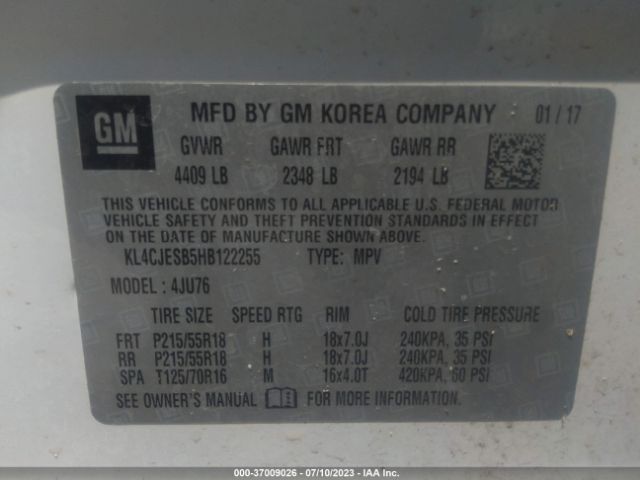 GM MFD BY GM KOREA COMPANY 01/17
GVWR GAWR FRT GAWR RR
4409 LB 2348 LB 2194 LB
THIS VEHICLE CONFORMS TO ALL APPLICABLE U.S. FEDERAL MOTOR
VEHICLE SAFETY AND THEFT PREVENTION STANDARDS IN EFFECT
ON THE DATE OF MANUFACTURE SHOWN ABOVE.
KL4CJESB5HB122255 TYPE: MPV
MODEL: 4JU76
TIRE SIZE SPEED RTG RIM COLD TIRE PRESSURE
FRT P215/55R18 H 18x7.0J 240KPA, 35 PSI
RR P215/55R18 H 18x7.0J 240KPA, 35 PSI
SPA T125/70R16 M 16x4.0T 420KPA, 60 PSI
SEE OWNER'S MANUAL FOR MORE INFORMATION.
000-37009026 - 07/10/2023 - IAA Inc.